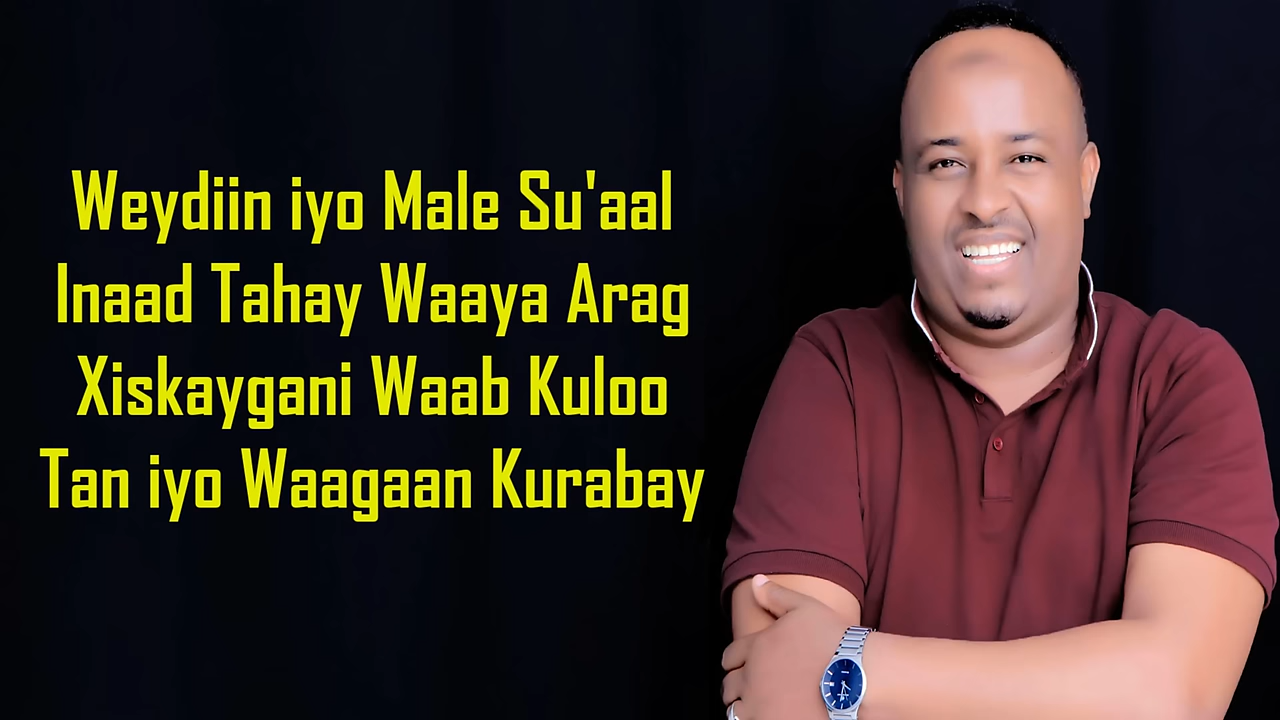 Weydiin iyo Male Su'aal
Inaad Tahay Waaya Arag
Xiskaygani Waab Kuloo
Tan iyo Waagaan Kurabay